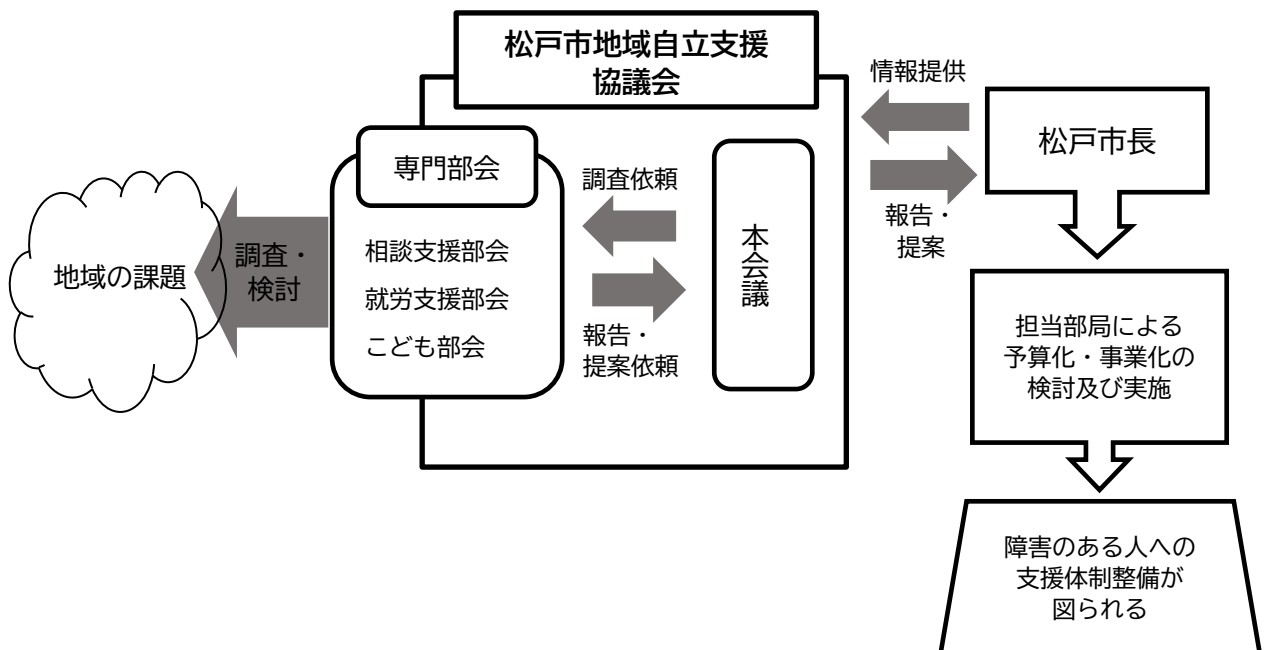 松戸市地域自立支援
協議会
専門部会
相談支援部会
就労支援部会
こども部会
地域の課題
調査・
検討
調査依頼
報告・
提案依頼
本会議
情報提供
報告・
提案
松戸市長
担当部局による
予算化・事業化の
検討及び実施
障害のある人への
支援体制整備が
図られる